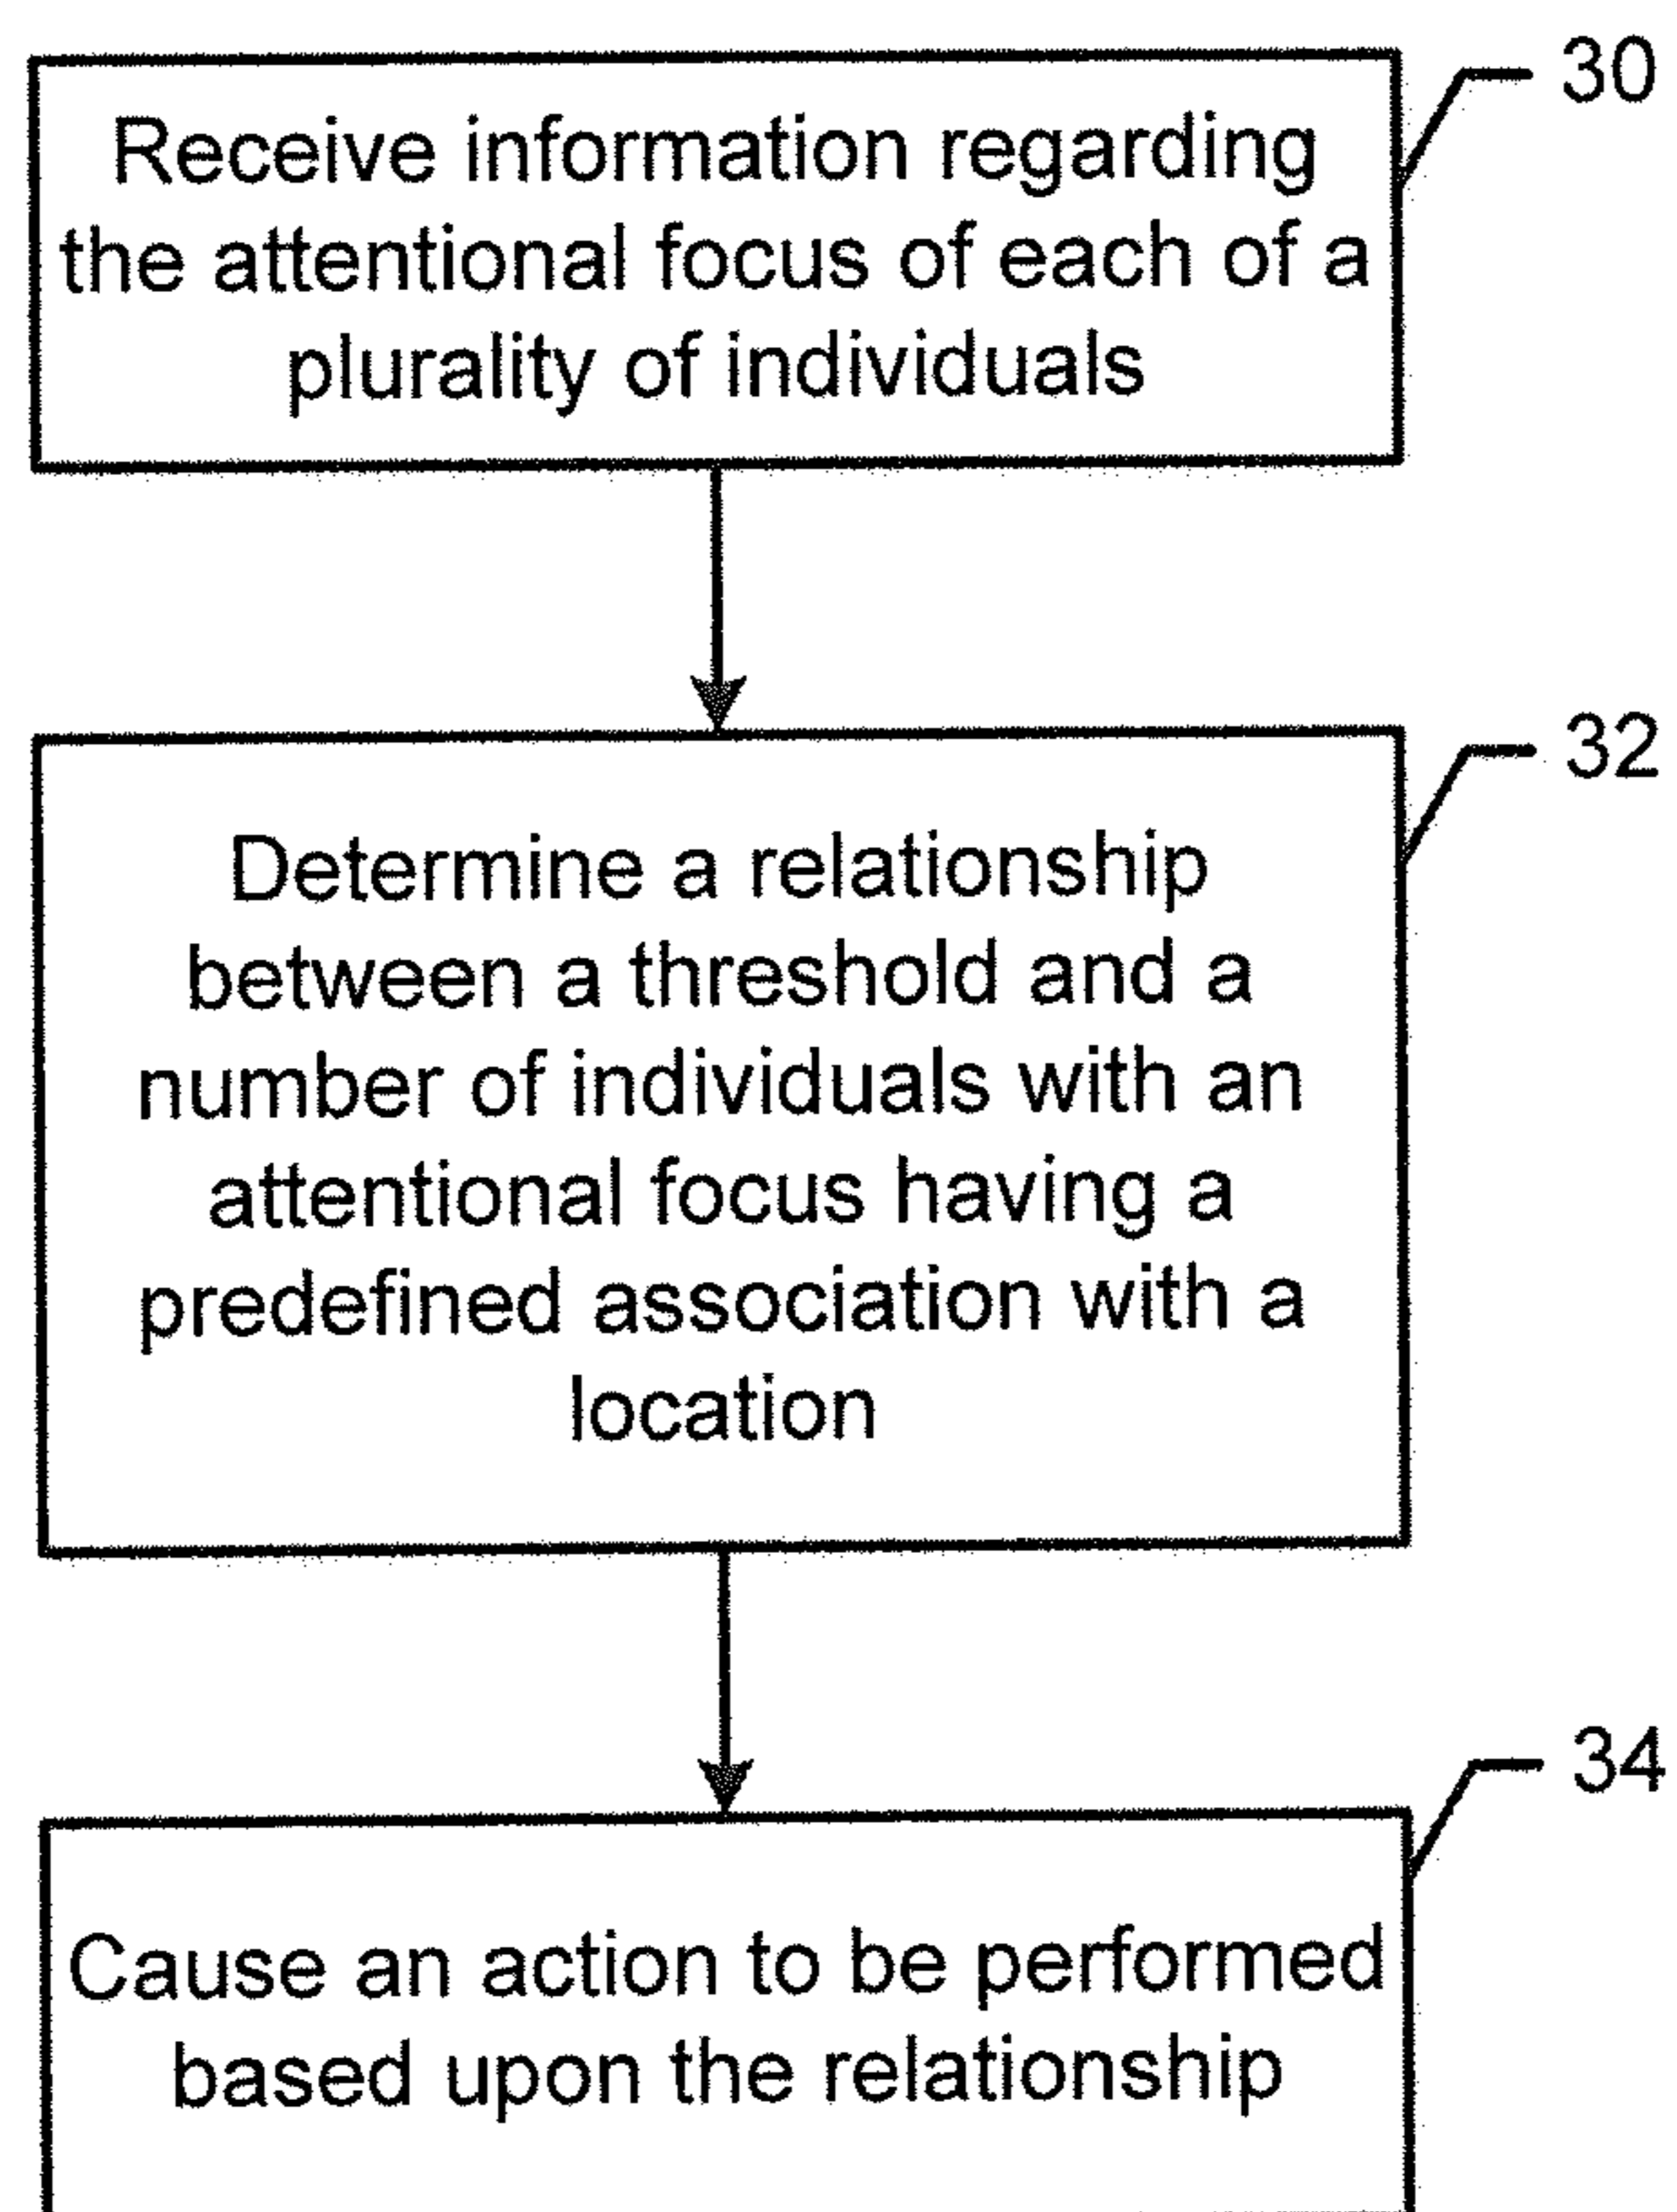 30
Receive information regarding
the attentional focus of each of a
plurality of individuals
32
Determine a relationship
between a threshold and a
number of individuals with an
attentional focus having a
predefined association with a
location
34
Cause an action to be performed
based upon the relationship